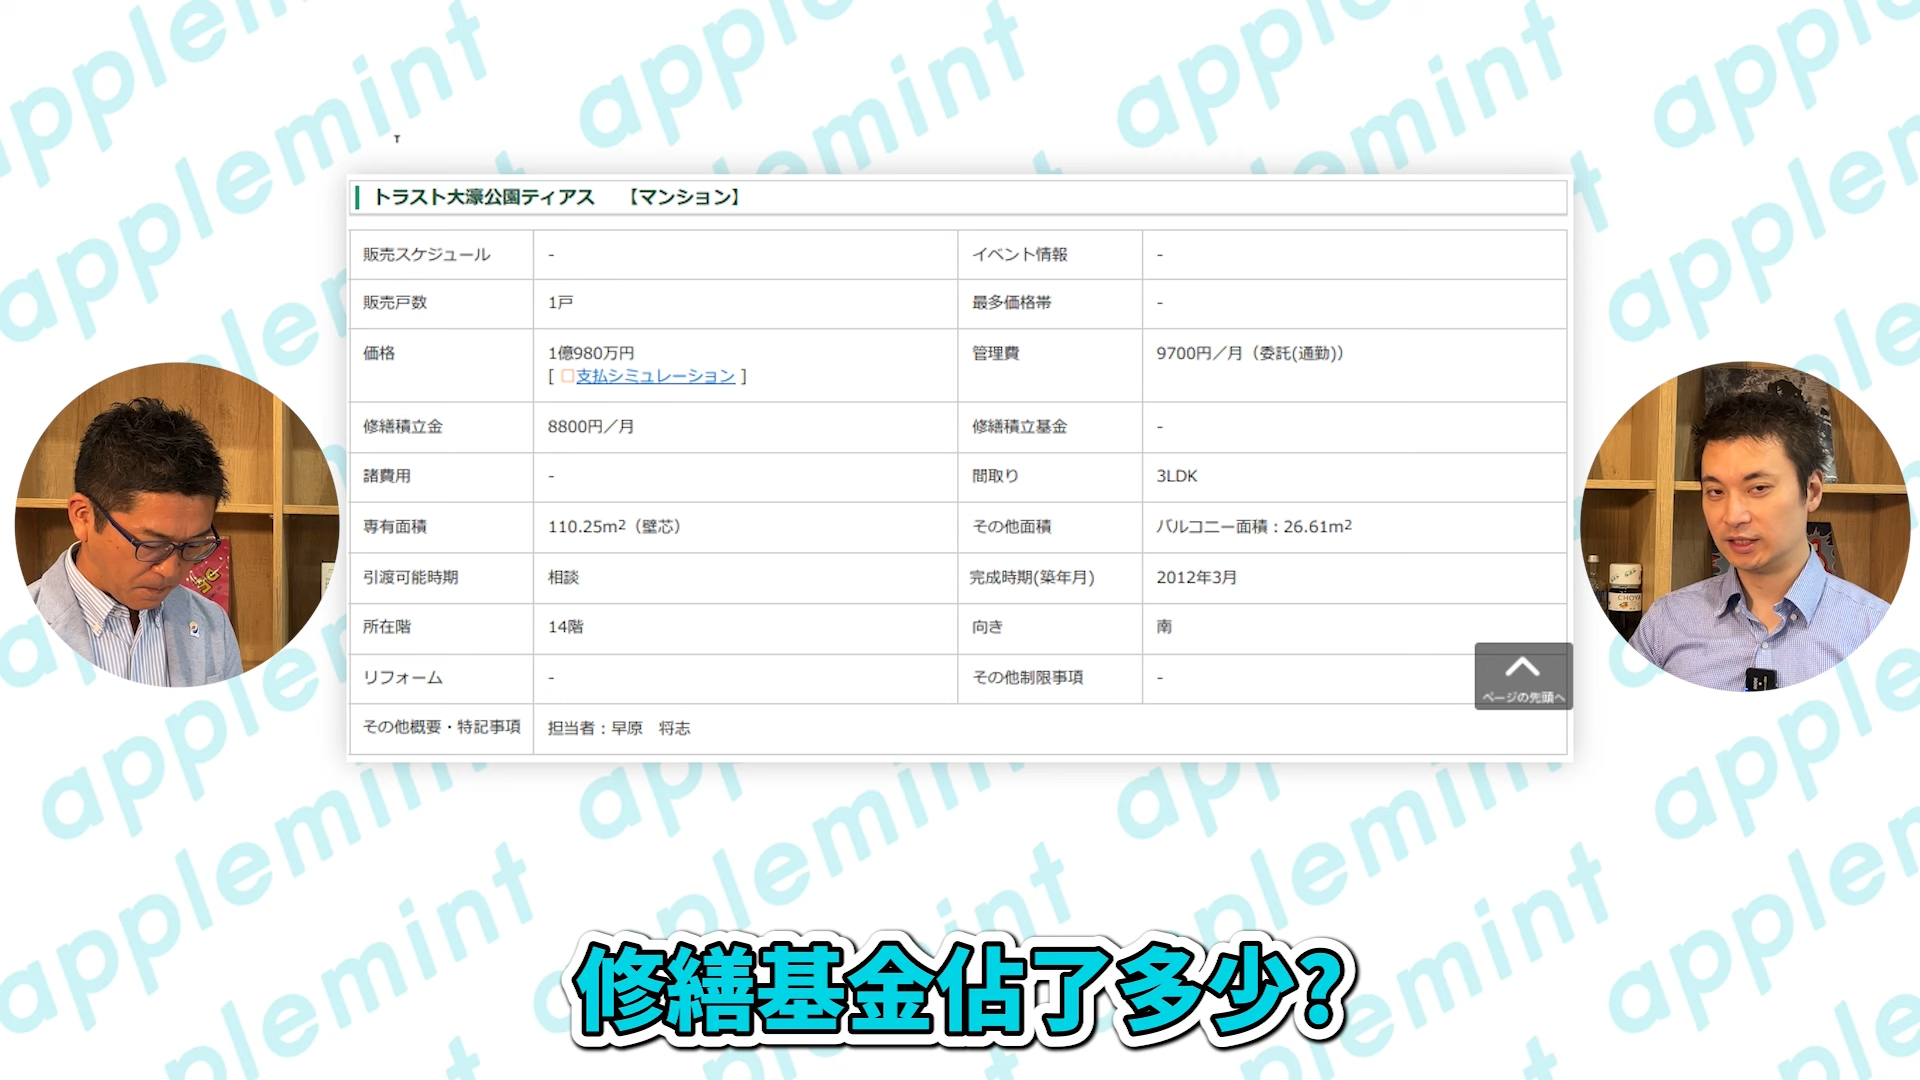 applemint
T
トラスト大濠公園ティアス 【マンション】
販売スケジュール - イベント情報 -
販売戸数 1戸 最多価格帯 -
価格 1億980万円 管理費 9700円／月（委託(通勤)）
[ □支払シミュレーション ]
修繕積立金 8800円／月 修繕積立基金 -
諸費用 - 間取り 3LDK
専有面積 110.25m2（壁芯） その他面積 バルコニー面積：26.61m2
引渡可能時期 相談 完成時期(築年月) 2012年3月
所在階 14階 向き 南
リフォーム - その他制限事項 -
ページの先頭へ
その他概要・特記事項 担当者：早原 将志
CHOYA
修繕基金佔了多少?